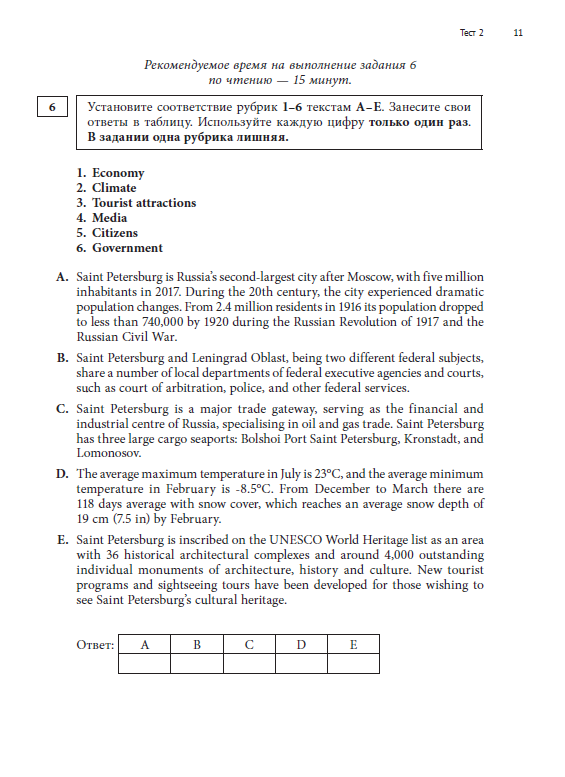 Тест 2 11
Рекомендуемое время на выполнение задания 6
по чтению — 15 минут.
6
Установите соответствие рубрик 1–6 текстам A–E. Занесите свои
ответы в таблицу. Используйте каждую цифру только один раз.
В задании одна рубрика лишняя.
1. Economy
2. Climate
3. Tourist attractions
4. Media
5. Citizens
6. Government
A. Saint Petersburg is Russia's second-largest city after Moscow, with five million
inhabitants in 2017. During the 20th century, the city experienced dramatic
population changes. From 2.4 million residents in 1916 its population dropped
to less than 740,000 by 1920 during the Russian Revolution of 1917 and the
Russian Civil War.
B. Saint Petersburg and Leningrad Oblast, being two different federal subjects,
share a number of local departments of federal executive agencies and courts,
such as court of arbitration, police, and other federal services.
C. Saint Petersburg is a major trade gateway, serving as the financial and
industrial centre of Russia, specialising in oil and gas trade. Saint Petersburg
has three large cargo seaports: Bolshoi Port Saint Petersburg, Kronstadt, and
Lomonosov.
D. The average maximum temperature in July is 23°C, and the average minimum
temperature in February is -8.5°C. From December to March there are
118 days average with snow cover, which reaches an average snow depth of
19 cm (7.5 in) by February.
E. Saint Petersburg is inscribed on the UNESCO World Heritage list as an area
with 36 historical architectural complexes and around 4,000 outstanding
individual monuments of architecture, history and culture. New tourist
programs and sightseeing tours have been developed for those wishing to
see Saint Petersburg's cultural heritage.
Ответ: A B C D E